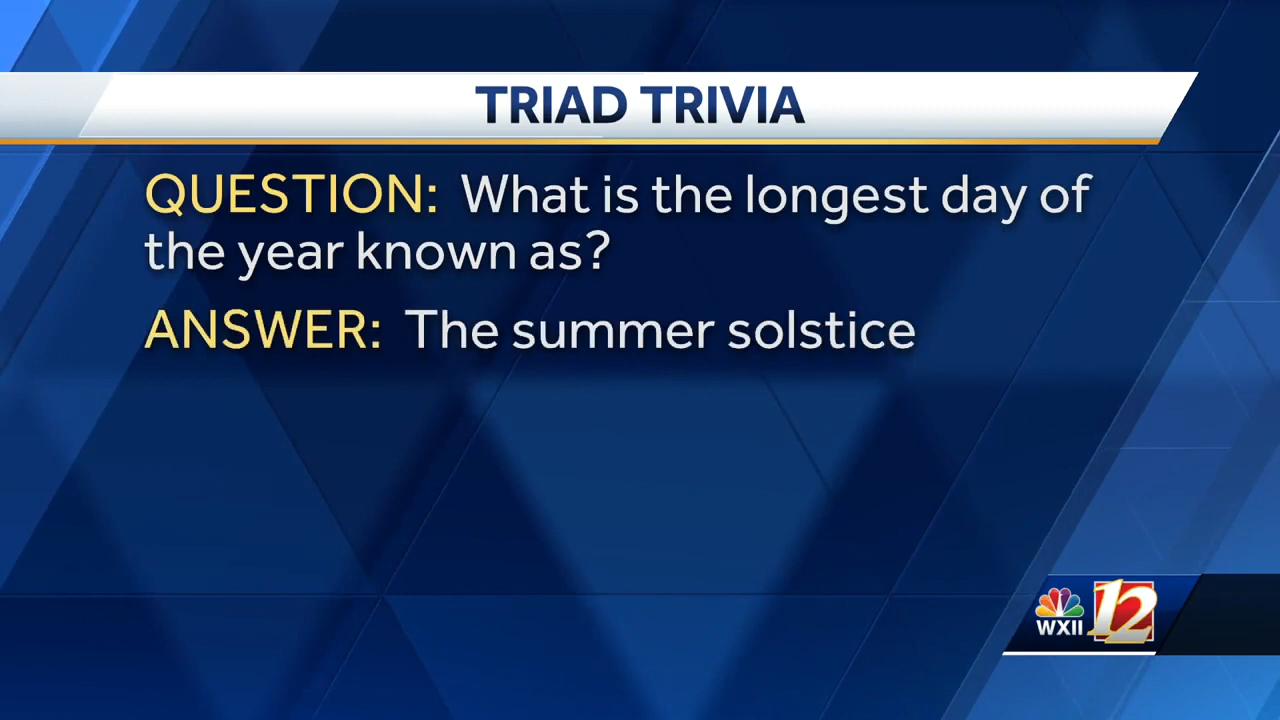 TRIAD TRIVIA
QUESTION: What is the longest day of
the year known as?
ANSWER: The summer solstice
WXII 12